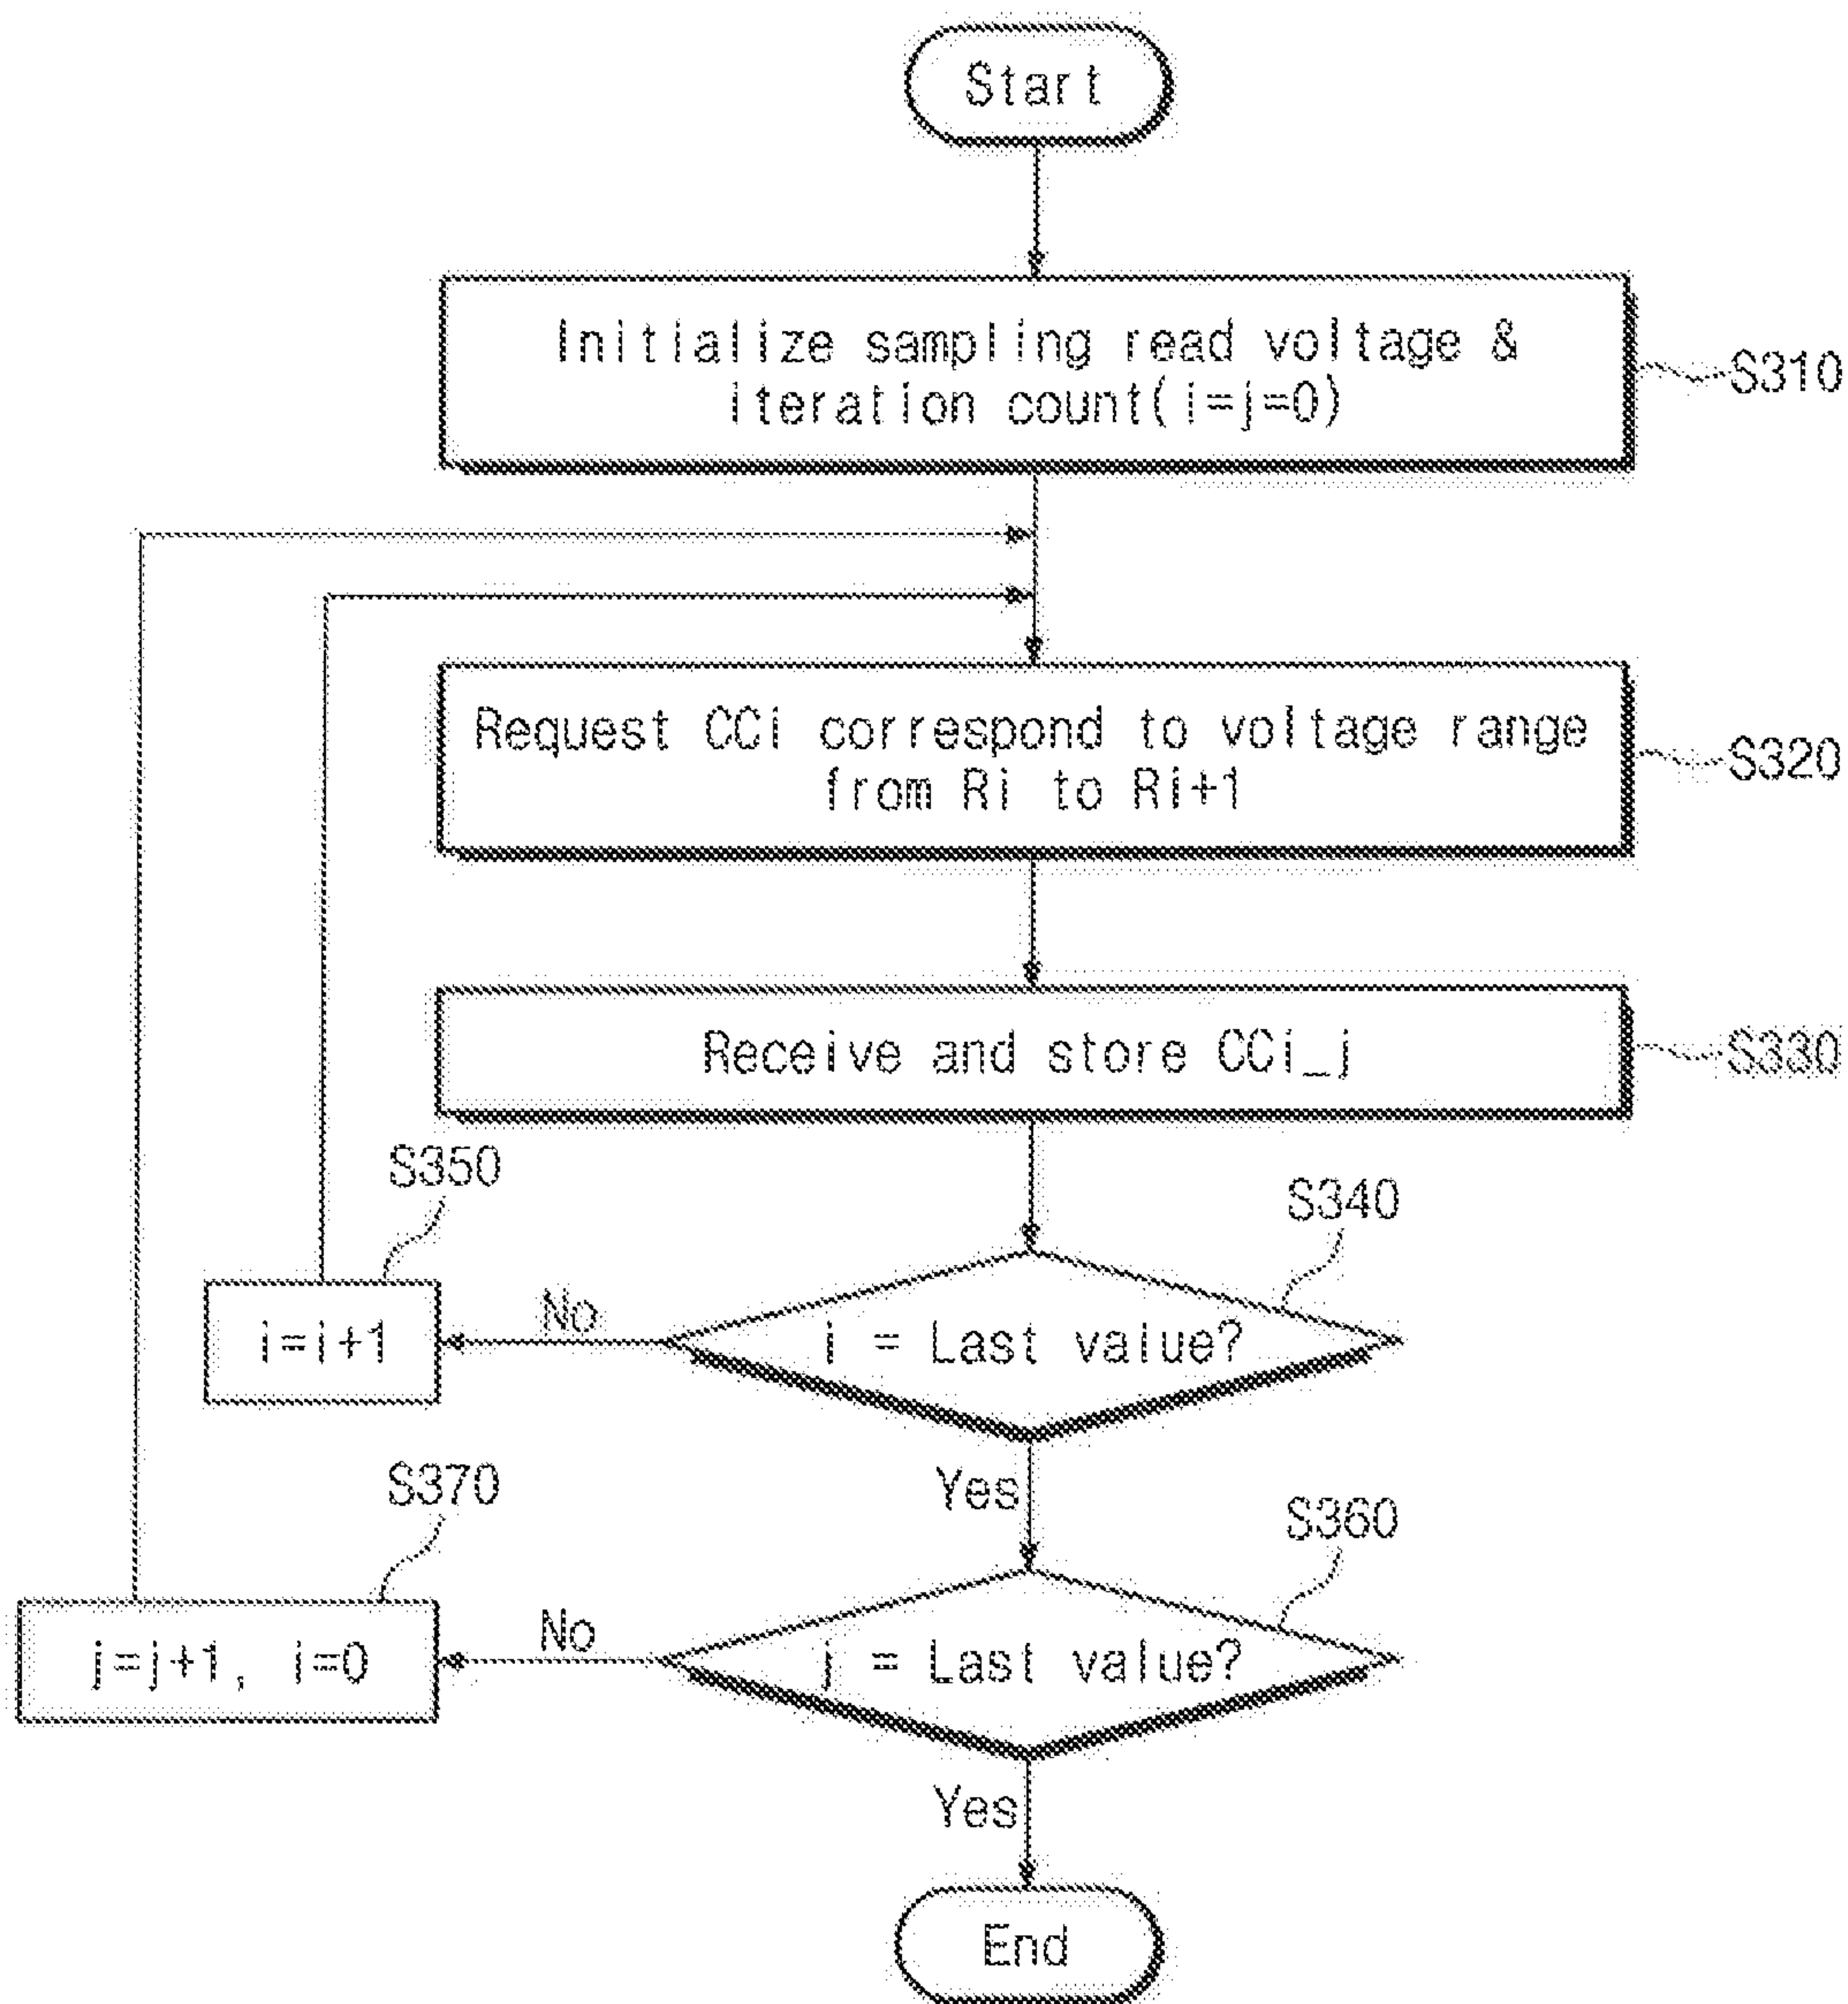 Start
Initialize sampling read voltage &
iteration count(i=j=0)
S310
Request CCi correspond to voltage range
from Ri to Ri+1
S320
Receive and store CCi_j
S330
S350
S340
i=i+1
No
i = Last value?
Yes
S370
S360
j=j+1, i=0
No
j = Last value?
Yes
End